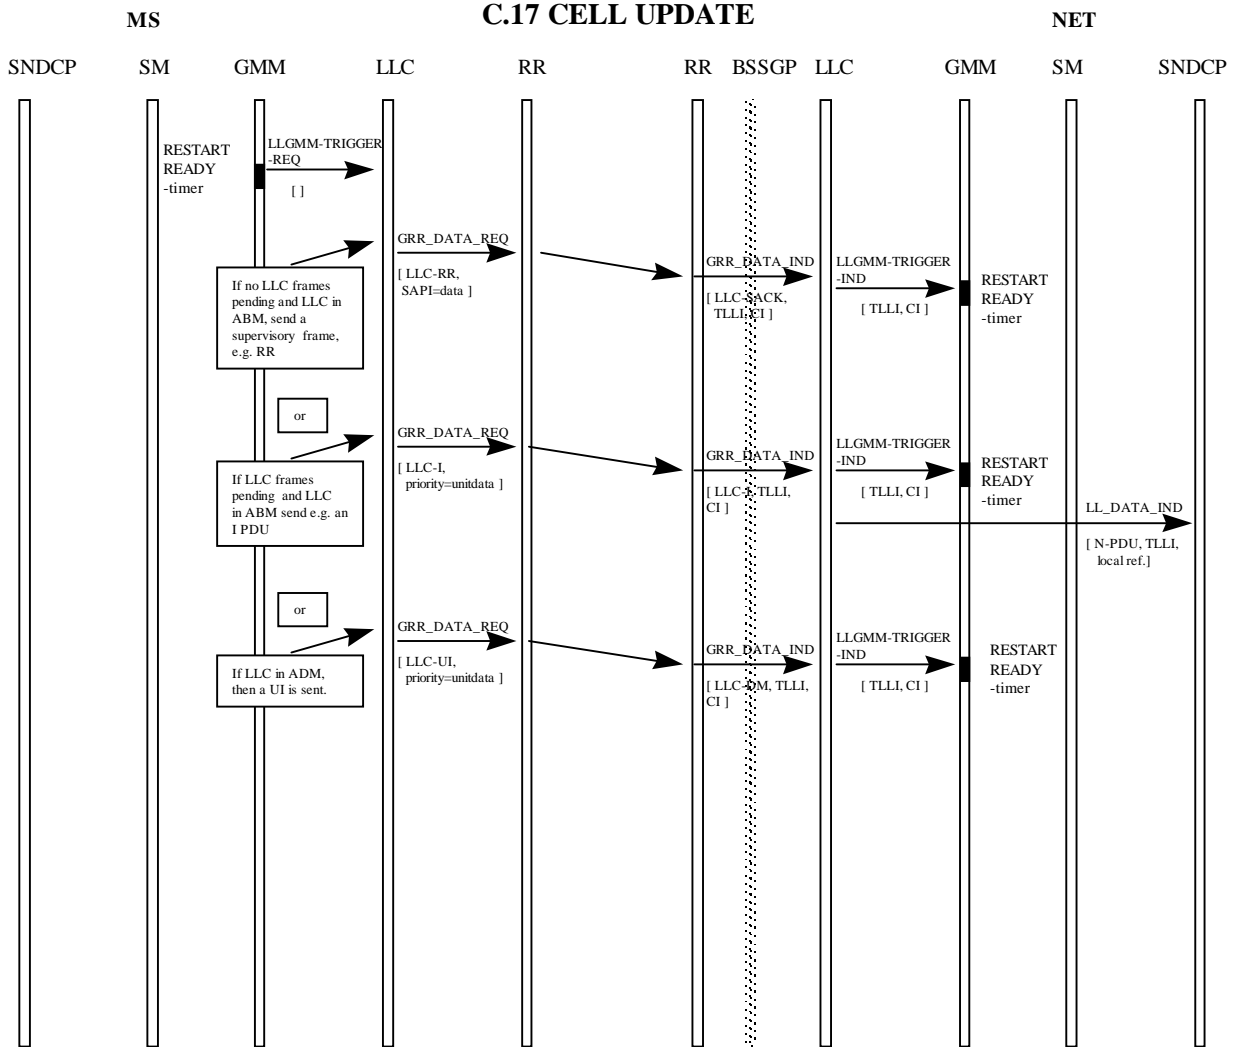 C.17 CELL UPDATE
MS
NET
SNDCP SM GMM LLC RR RR BSSGP LLC GMM SM SNDCP
RESTART
READY
-timer
LLGMM-TRIGGER
-REQ
[ ]
If no LLC frames
pending and LLC in
ABM, send a
supervisory frame,
e.g. RR
GRR_DATA_REQ
[ LLC-RR,
SAPI=data ]
GRR_DATA_IND
[ LLC-SACK,
TLLI, CI ]
LLGMM-TRIGGER
-IND
[ TLLI, CI ]
RESTART
READY
-timer
or
If LLC frames
pending and LLC
in ABM send e.g. an
I PDU
GRR_DATA_REQ
[ LLC-I,
priority=unitdata ]
GRR_DATA_IND
[ LLC-I, TLLI,
CI ]
LLGMM-TRIGGER
-IND
[ TLLI, CI ]
RESTART
READY
-timer
LL_DATA_IND
[ N-PDU, TLLI,
local ref.]
or
If LLC in ADM,
then a UI is sent.
GRR_DATA_REQ
[ LLC-UI,
priority=unitdata ]
GRR_DATA_IND
[ LLC-DM, TLLI,
CI ]
LLGMM-TRIGGER
-IND
[ TLLI, CI ]
RESTART
READY
-timer